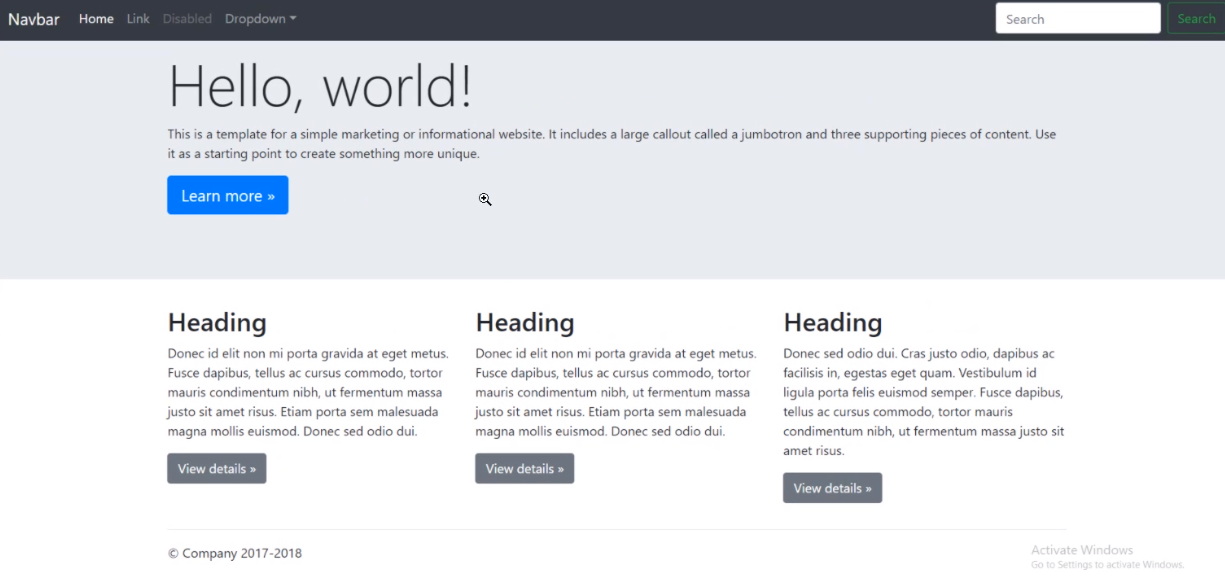 Navbar Home Link Disabled Dropdown Search Search
Hello, world!
This is a template for a simple marketing or informational website. It includes a large callout called a jumbotron and three supporting pieces of content. Use
it as a starting point to create something more unique.
Learn more »
Heading
Donec id elit non mi porta gravida at eget metus.
Fusce dapibus, tellus ac cursus commodo, tortor
mauris condimentum nibh, ut fermentum massa
justo sit amet risus. Etiam porta sem malesuada
magna mollis euismod. Donec sed odio dui.
View details »
Heading
Donec id elit non mi porta gravida at eget metus.
Fusce dapibus, tellus ac cursus commodo, tortor
mauris condimentum nibh, ut fermentum massa
justo sit amet risus. Etiam porta sem malesuada
magna mollis euismod. Donec sed odio dui.
View details »
Heading
Donec sed odio dui. Cras justo odio, dapibus ac
facilisis in, egestas eget quam. Vestibulum id
ligula porta felis euismod semper. Fusce dapibus,
tellus ac cursus commodo, tortor mauris
condimentum nibh, ut fermentum massa justo sit
amet risus.
View details »
© Company 2017-2018
Activate Windows
Go to Settings to activate Windows.